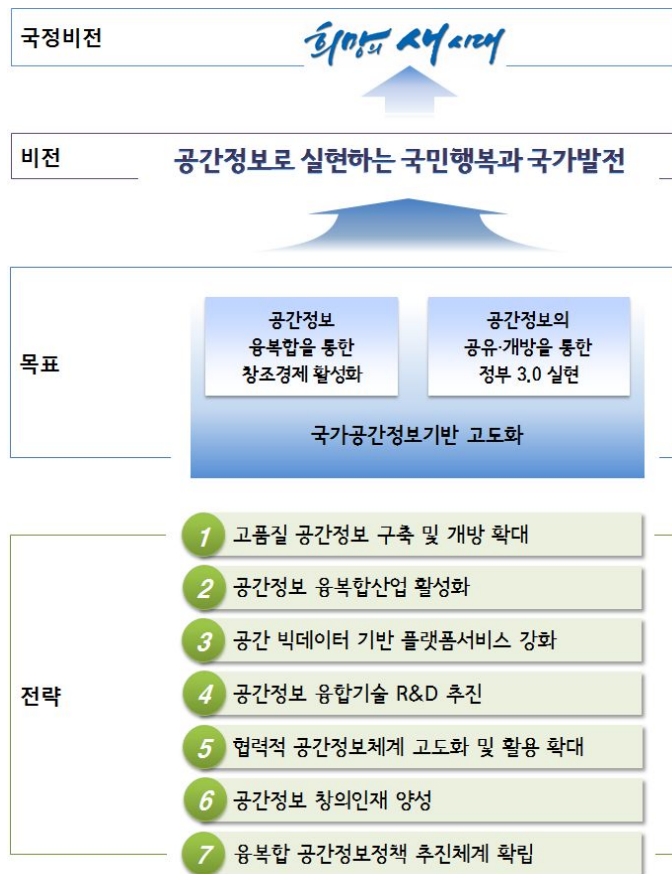 국정비전
희망의 새 시대
비전
공간정보로 실현하는 국민행복과 국가발전
목표
공간정보
융복합을 통한
창조경제 활성화
공간정보의
공유·개방을 통한
정부 3.0 실현
국가공간정보기반 고도화
전략
1 고품질 공간정보 구축 및 개방 확대
2 공간정보 융복합산업 활성화
3 공간 빅데이터 기반 플랫폼서비스 강화
4 공간정보 융합기술 R&D 추진
5 협력적 공간정보체계 고도화 및 활용 확대
6 공간정보 창의인재 양성
7 융복합 공간정보정책 추진체계 확립